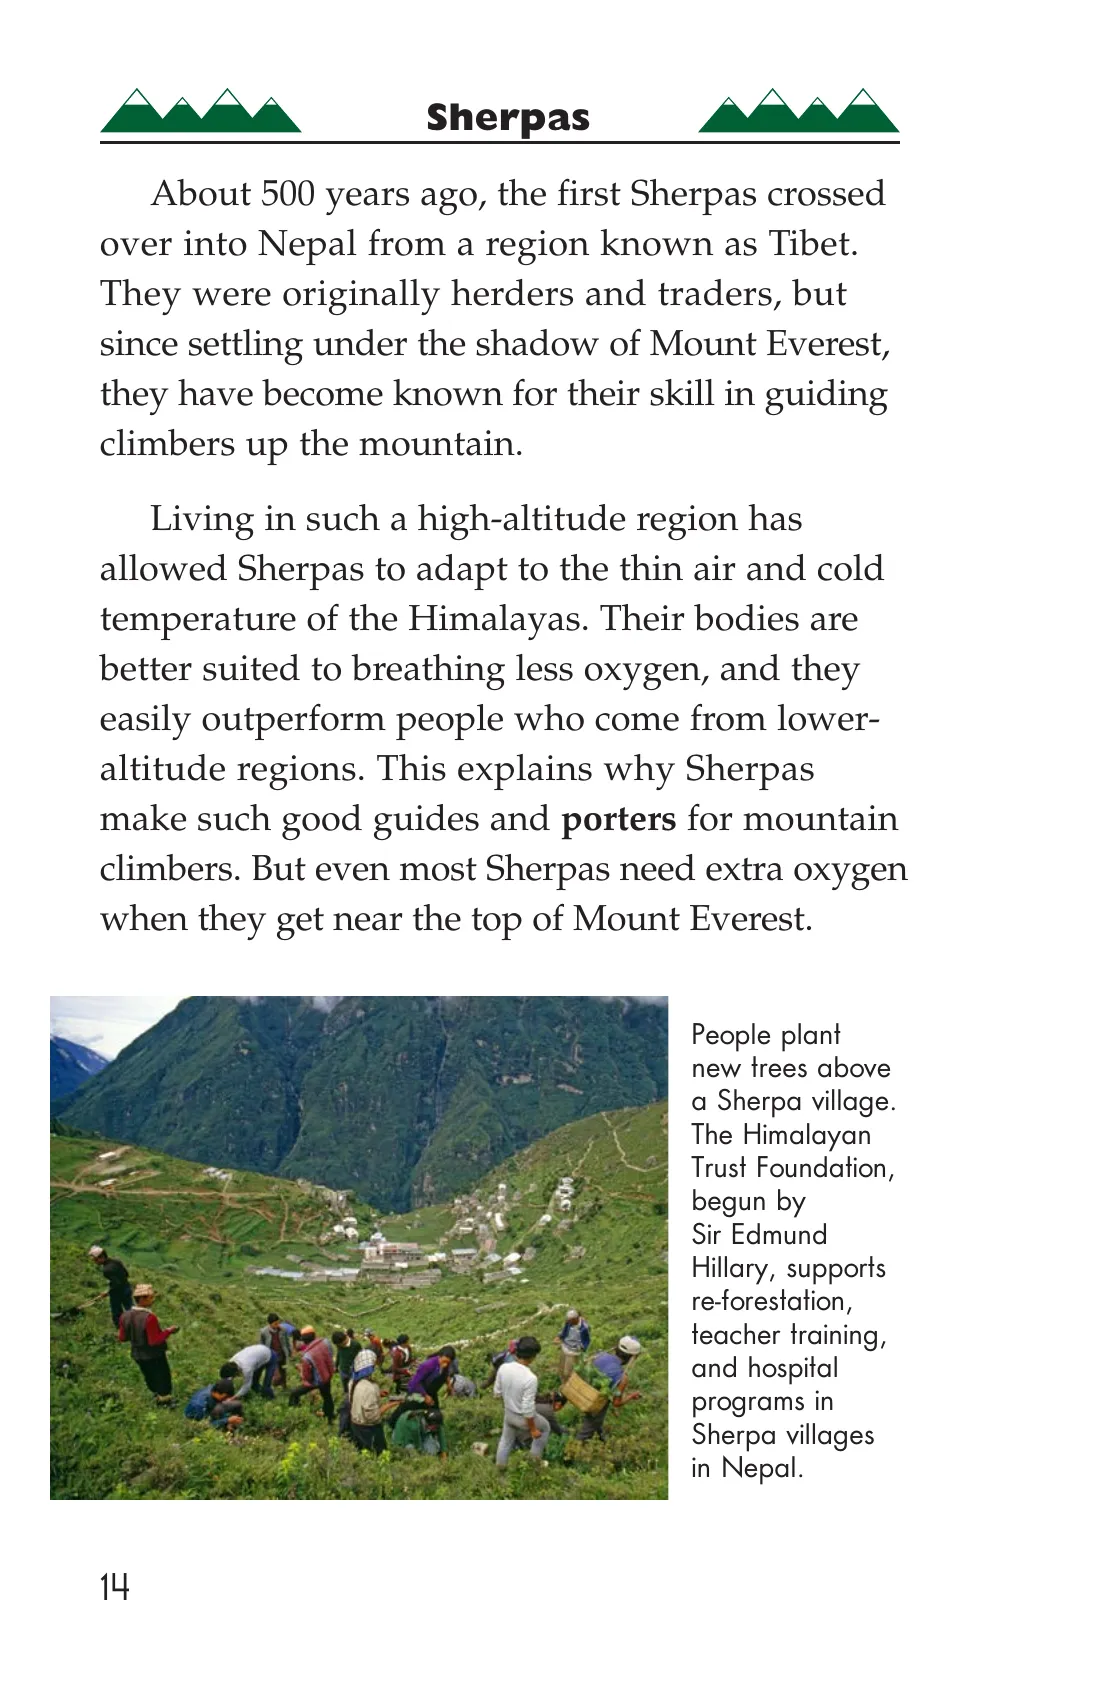 Sherpas
About 500 years ago, the first Sherpas crossed
over into Nepal from a region known as Tibet.
They were originally herders and traders, but
since settling under the shadow of Mount Everest,
they have become known for their skill in guiding
climbers up the mountain.
Living in such a high-altitude region has
allowed Sherpas to adapt to the thin air and cold
temperature of the Himalayas. Their bodies are
better suited to breathing less oxygen, and they
easily outperform people who come from lower-
altitude regions. This explains why Sherpas
make such good guides and porters for mountain
climbers. But even most Sherpas need extra oxygen
when they get near the top of Mount Everest.
People plant
new trees above
a Sherpa village.
The Himalayan
Trust Foundation,
begun by
Sir Edmund
Hillary, supports
re-forestation,
teacher training,
and hospital
programs in
Sherpa villages
in Nepal.
14